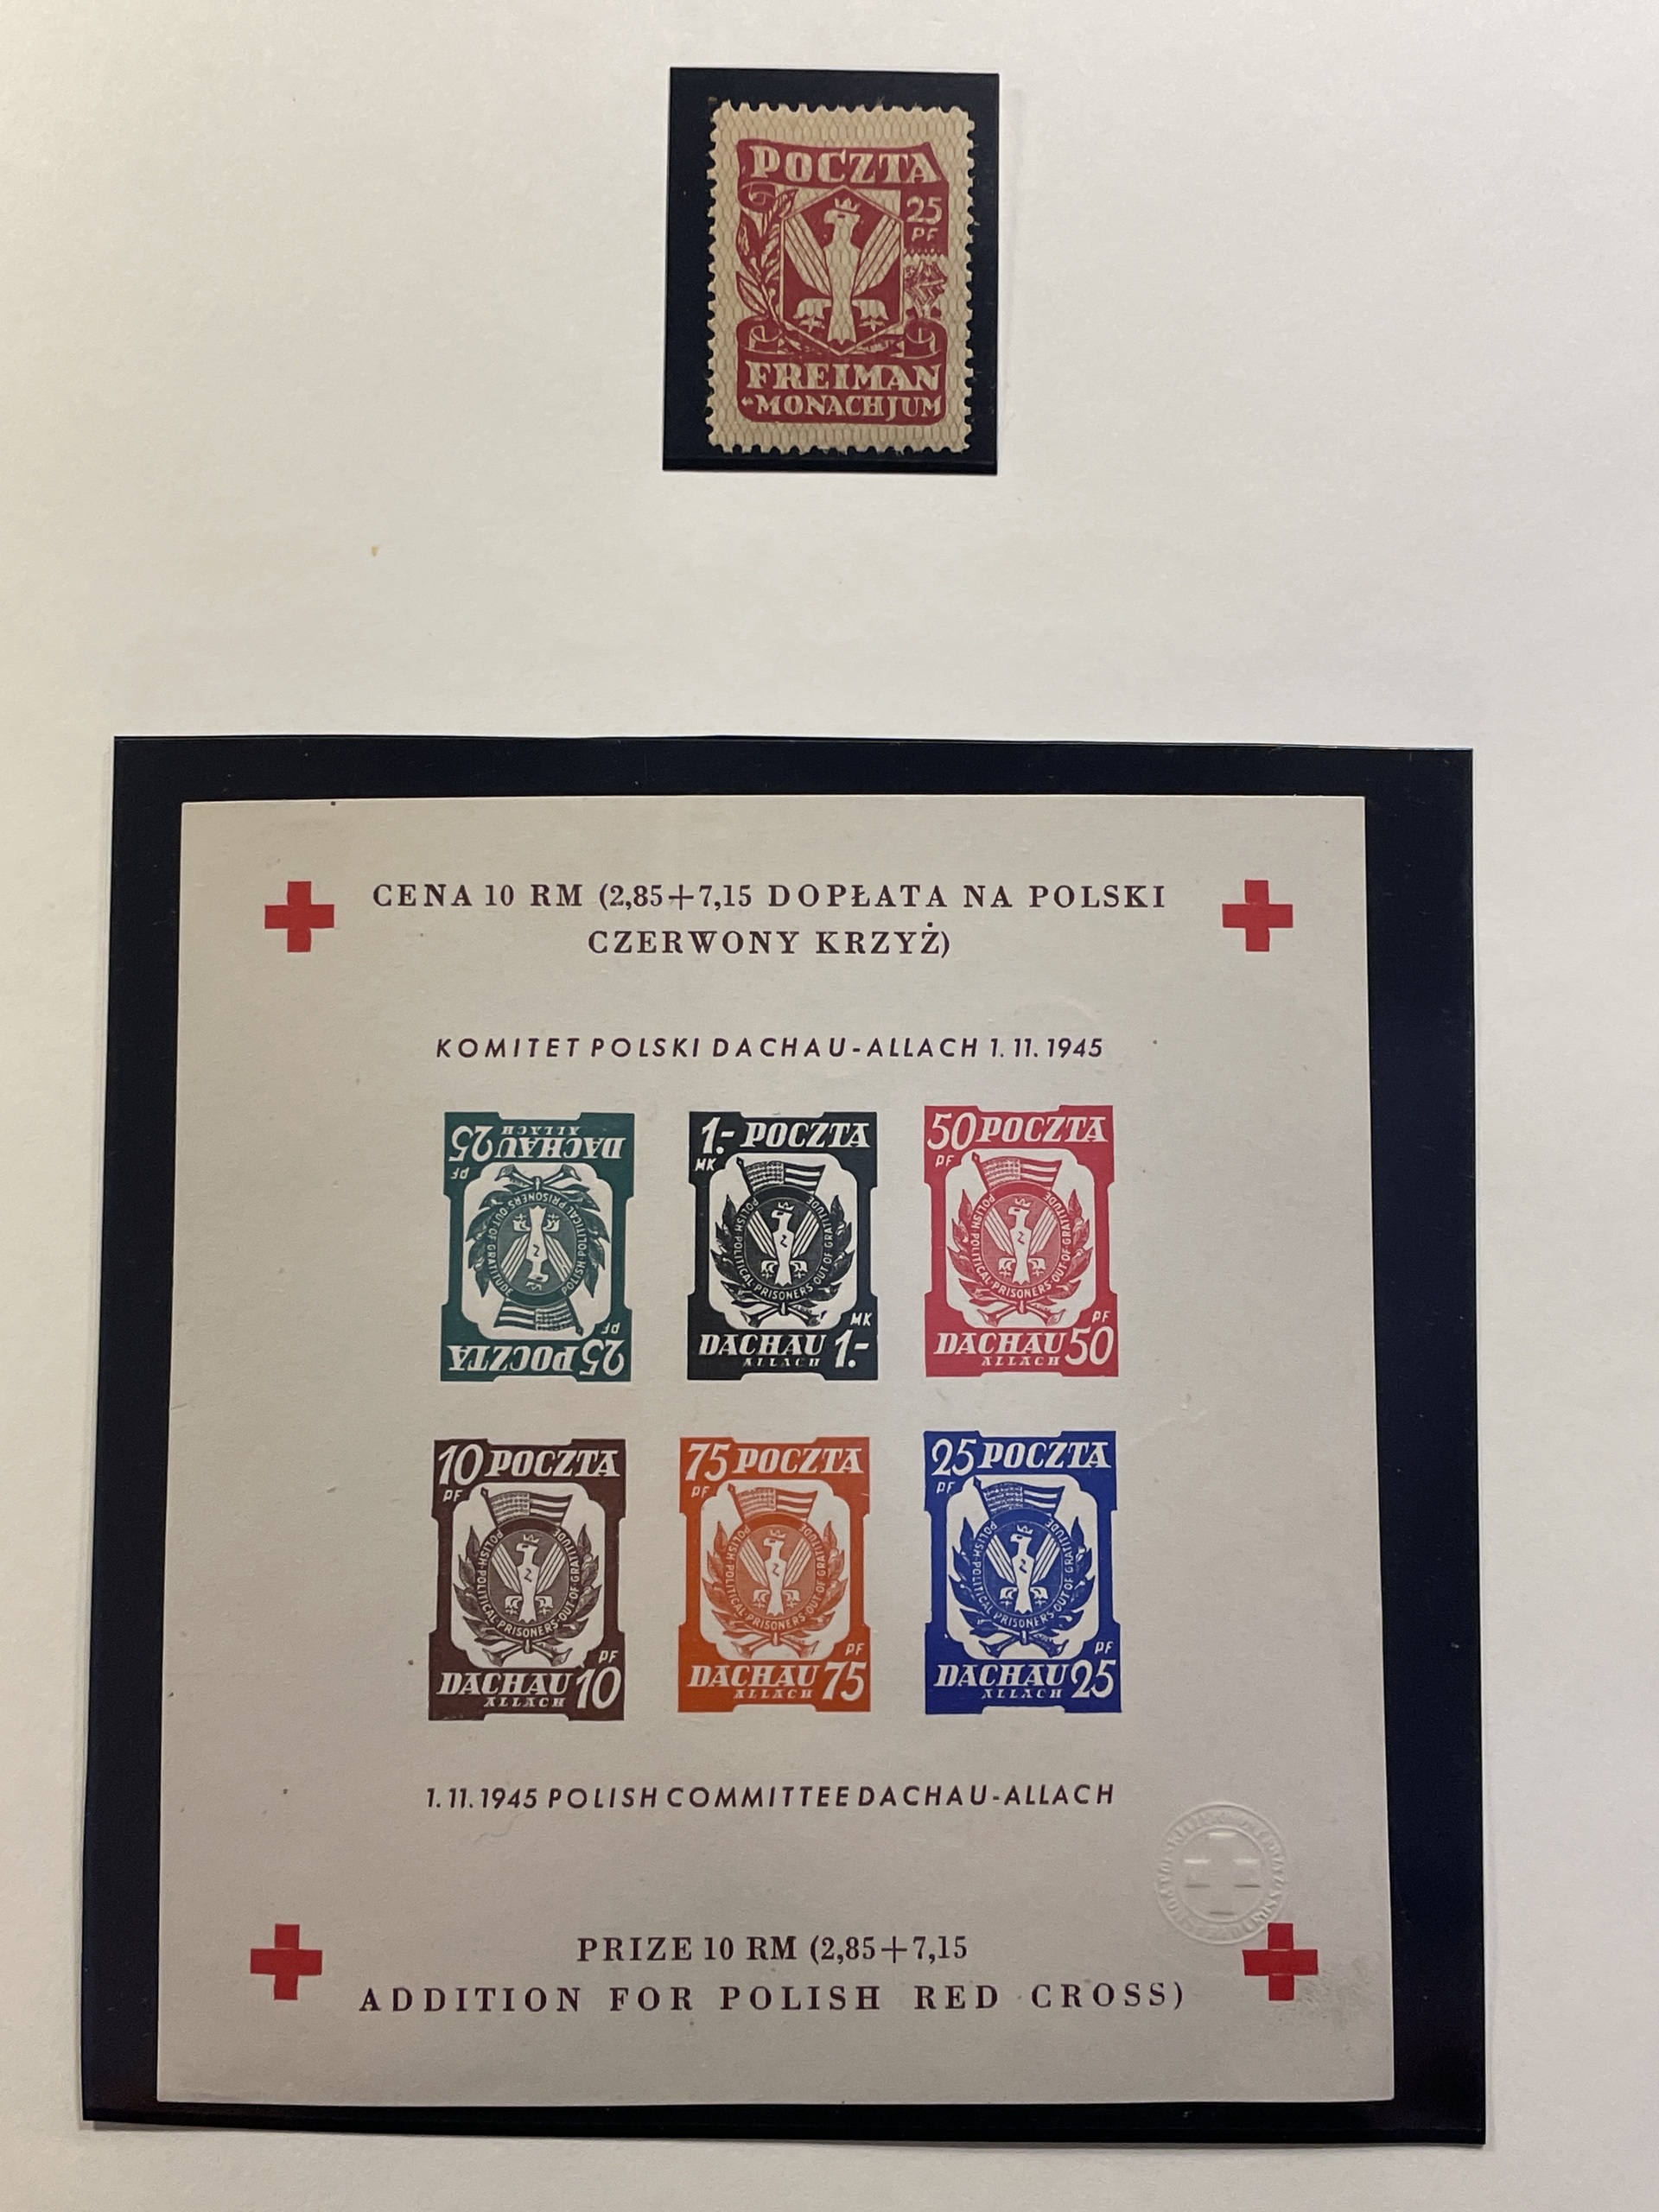 POCZTA
25
PF
FREIMAN
-MONACHJUM
CENA 10 RM (2,85+7,15 DOPŁATA NA POLSKI
CZERWONY KRZYŻ)
KOMITET POLSKI DACHAU-ALLACH 1. 11. 1945
25 POCZTA
PF
POLISH·POLITICAL·PRISONERS OUT OF GRATITUDE
PF
DACHAU 25
ALLACH
1.- POCZTA
MK
POLISH·POLITICAL·PRISONERS OUT OF GRATITUDE
MK
DACHAU 1.-
ALLACH
50 POCZTA
PF
POLISH·POLITICAL·PRISONERS OUT OF GRATITUDE
PF
DACHAU 50
ALLACH
10 POCZTA
PF
POLISH·POLITICAL·PRISONERS·OUT OF GRATITUDE
PF
DACHAU 10
ALLACH
75 POCZTA
PF
POLISH·POLITICAL·PRISONERS·OUT OF GRATITUDE
PF
DACHAU 75
ALLACH
25 POCZTA
PF
POLISH·POLITICAL·PRISONERS·OUT OF GRATITUDE
PF
DACHAU 25
ALLACH
1. 11. 1945 POLISH COMMITTEE DACHAU-ALLACH
PRIZE 10 RM (2,85+7,15
ADDITION FOR POLISH RED CROSS)